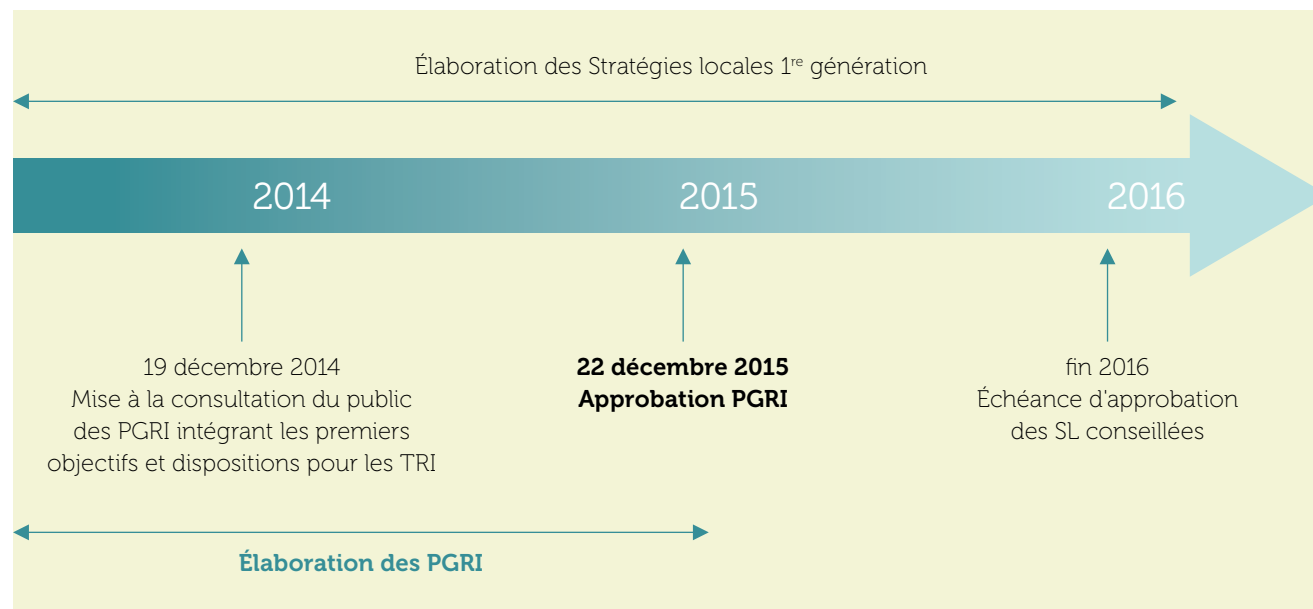 Élaboration des Stratégies locales 1re génération
2014
2015
2016
19 décembre 2014
Mise à la consultation du public
des PGRI intégrant les premiers
objectifs et dispositions pour les TRI
22 décembre 2015
Approbation PGRI
fin 2016
Échéance d'approbation
des SL conseillées
Élaboration des PGRI